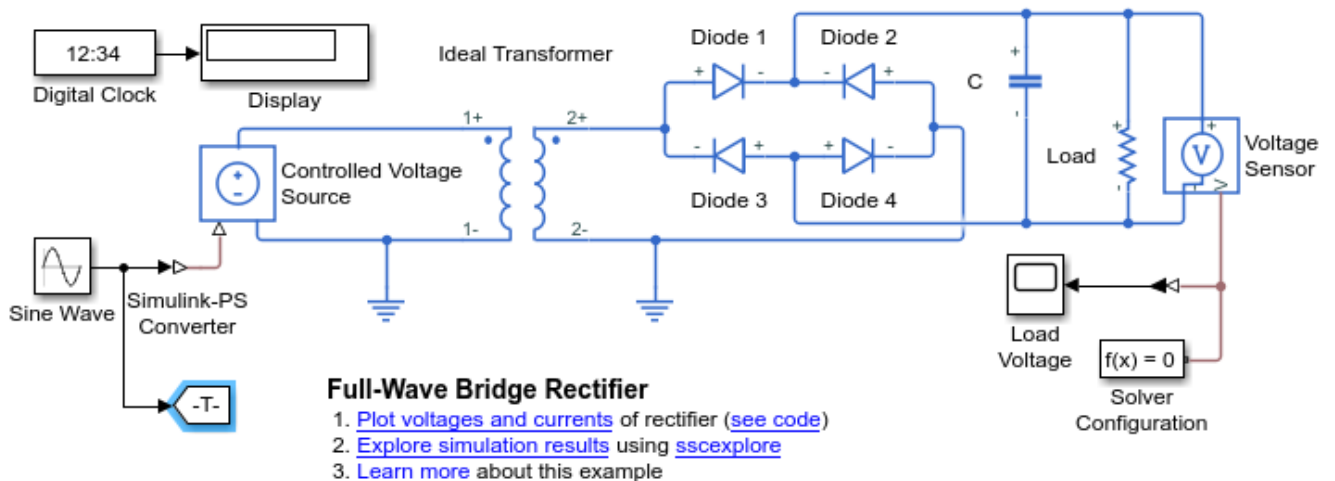 12:34
Digital Clock
Display
Ideal Transformer
Diode 1
Diode 2
+
-
-
+
C
+
-
1+
2+
-
+
+
-
Diode 3
Diode 4
Controlled Voltage
Source
+
-
Load
+
-
+
V
-
V
Voltage
Sensor
1-
2-
Sine Wave
Simulink-PS
Converter
-T-
Load
Voltage
f(x) = 0
Solver
Configuration
Full-Wave Bridge Rectifier
1. Plot voltages and currents of rectifier (see code)
2. Explore simulation results using sscexplore
3. Learn more about this example